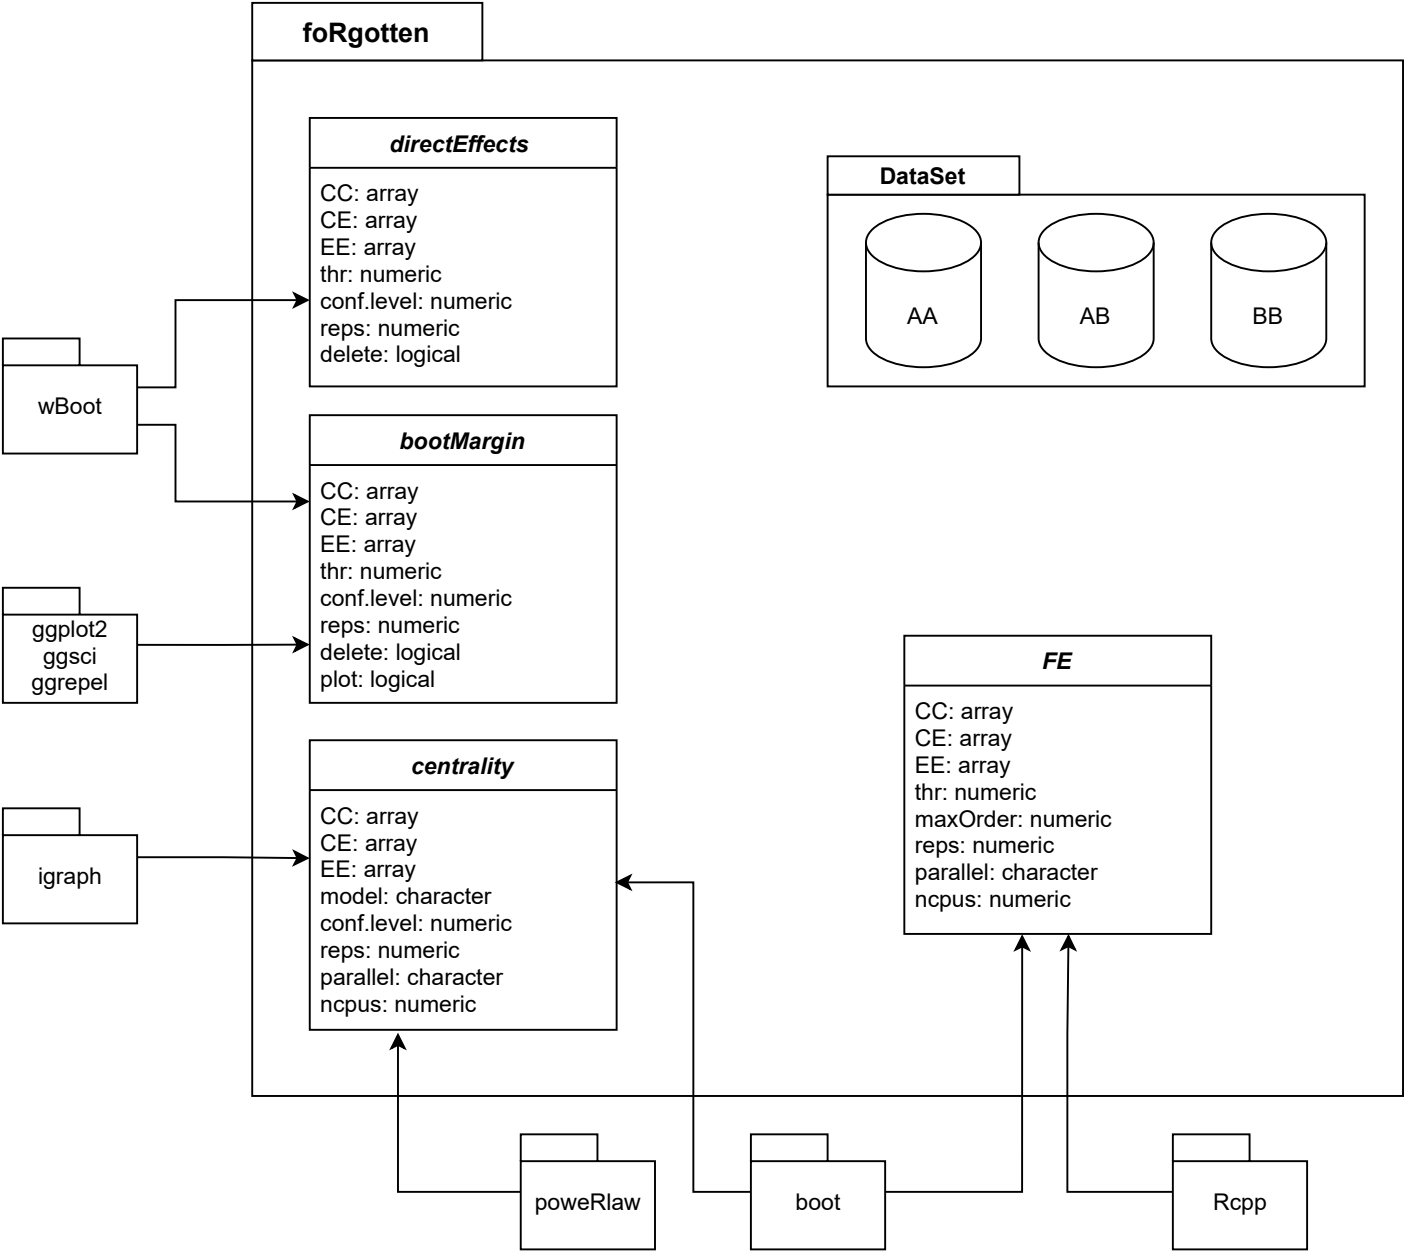 foRgotten
directEffects
CC: array
CE: array
EE: array
thr: numeric
conf.level: numeric
reps: numeric
delete: logical
DataSet
AA
AB
BB
wBoot
bootMargin
CC: array
CE: array
EE: array
thr: numeric
conf.level: numeric
reps: numeric
delete: logical
plot: logical
ggplot2
ggsci
ggrepel
FE
CC: array
CE: array
EE: array
thr: numeric
maxOrder: numeric
reps: numeric
parallel: character
ncpus: numeric
centrality
CC: array
CE: array
EE: array
model: character
conf.level: numeric
reps: numeric
parallel: character
ncpus: numeric
igraph
poweRlaw
boot
Rcpp